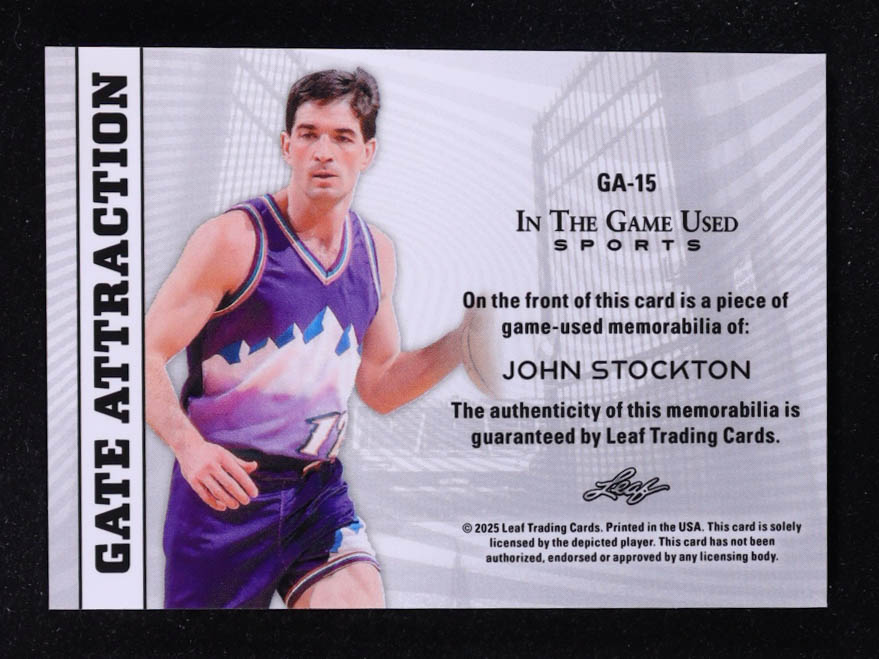 GATE ATTRACTION
GA-15
IN THE GAME USED
SPORTS
On the front of this card is a piece of
game-used memorabilia of:
JOHN STOCKTON
The authenticity of this memorabilia is
guaranteed by Leaf Trading Cards.
Leaf
© 2025 Leaf Trading Cards. Printed in the USA. This card is solely
licensed by the depicted player. This card has not been
authorized, endorsed or approved by any licensing body.
12